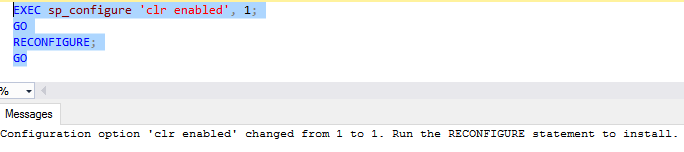 EXEC sp_configure 'clr enabled', 1;
GO
RECONFIGURE;
GO
%
Messages
Configuration option 'clr enabled' changed from 1 to 1. Run the RECONFIGURE statement to install.